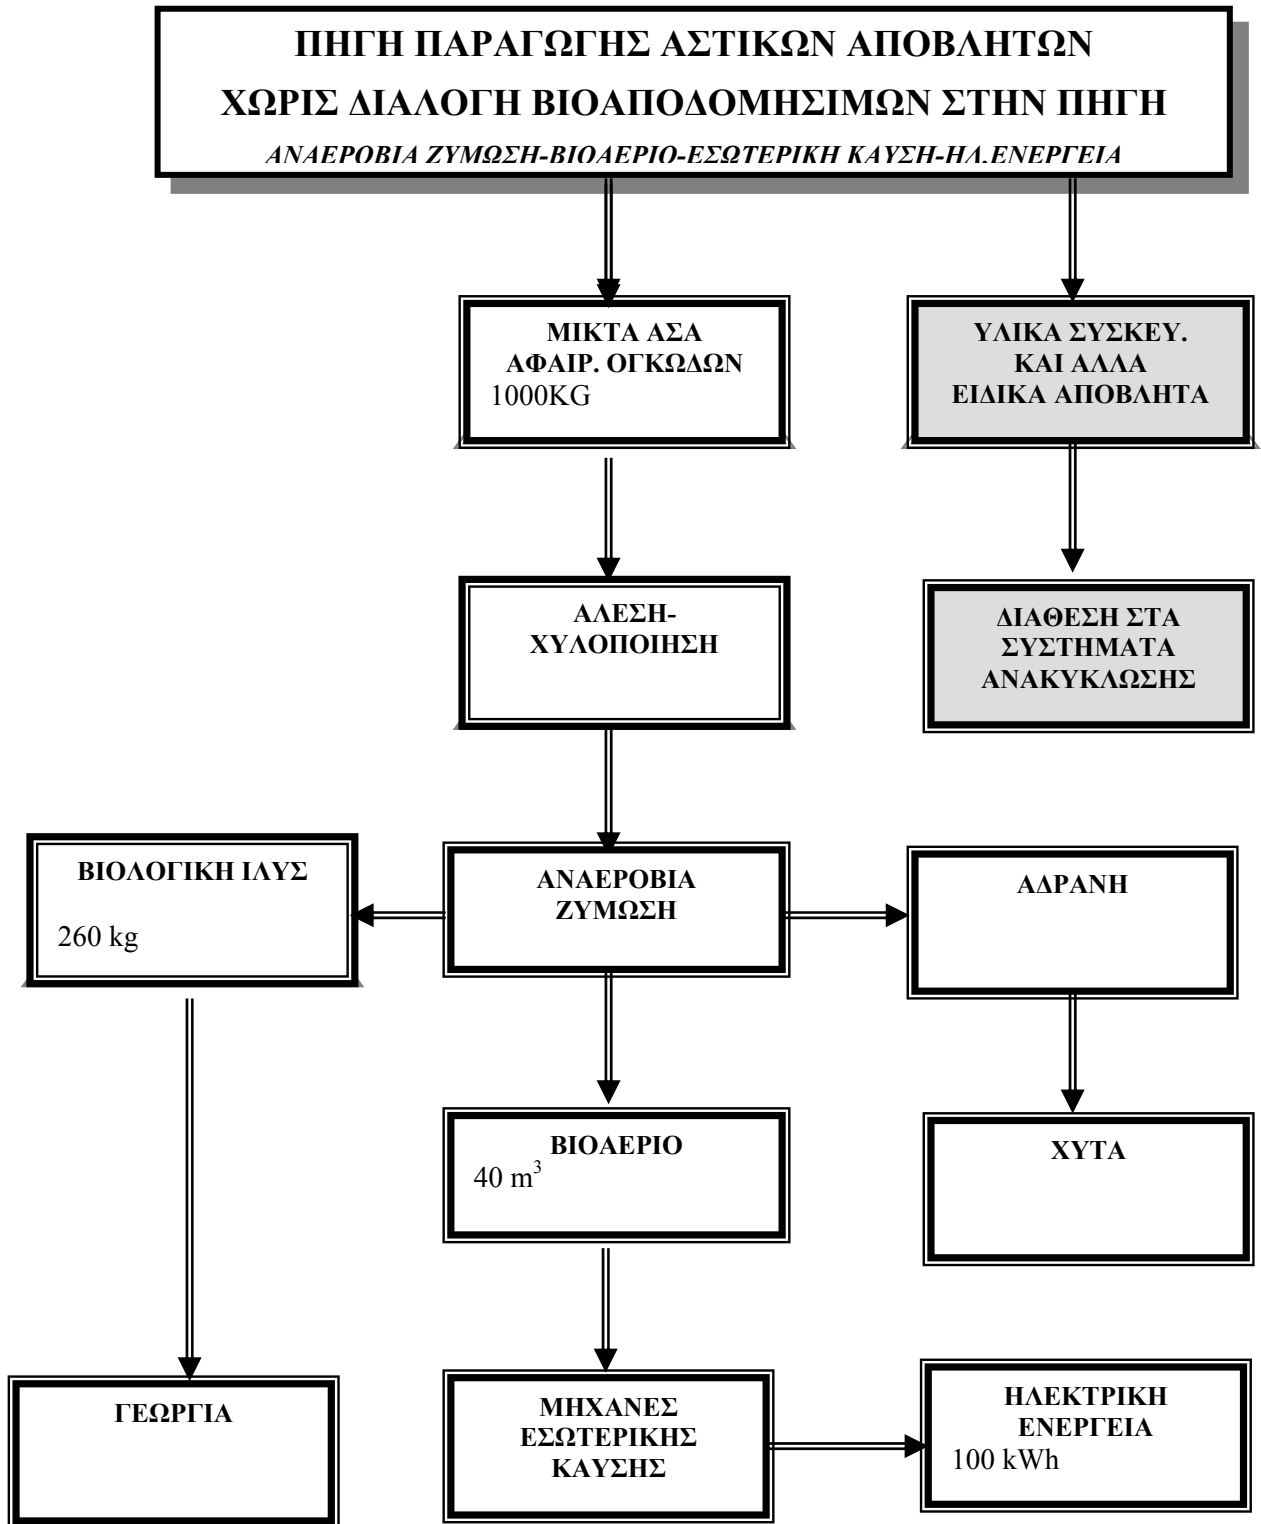 ΠΗΓΗ ΠΑΡΑΓΩΓΗΣ ΑΣΤΙΚΩΝ ΑΠΟΒΛΗΤΩΝ
ΧΩΡΙΣ ΔΙΑΛΟΓΗ ΒΙΟΑΠΟΔΟΜΗΣΙΜΩΝ ΣΤΗΝ ΠΗΓΗ
ΑΝΑΕΡΟΒΙΑ ΖΥΜΩΣΗ-ΒΙΟΑΕΡΙΟ-ΕΣΩΤΕΡΙΚΗ ΚΑΥΣΗ-ΗΛ.ΕΝΕΡΓΕΙΑ
ΜΙΚΤΑ ΑΣΑ
ΑΦΑΙΡ. ΟΓΚΩΔΩΝ
1000KG
ΥΛΙΚΑ ΣΥΣΚΕΥ.
ΚΑΙ ΑΛΛΑ
ΕΙΔΙΚΑ ΑΠΟΒΛΗΤΑ
ΑΛΕΣΗ-
ΧΥΛΟΠΟΙΗΣΗ
ΔΙΑΘΕΣΗ ΣΤΑ
ΣΥΣΤΗΜΑΤΑ
ΑΝΑΚΥΚΛΩΣΗΣ
ΒΙΟΛΟΓΙΚΗ ΙΛΥΣ
260 kg
ΑΝΑΕΡΟΒΙΑ
ΖΥΜΩΣΗ
ΑΔΡΑΝΗ
ΒΙΟΑΕΡΙΟ
40 m³
ΧΥΤΑ
ΓΕΩΡΓΙΑ
ΜΗΧΑΝΕΣ
ΕΣΩΤΕΡΙΚΗΣ
ΚΑΥΣΗΣ
ΗΛΕΚΤΡΙΚΗ
ΕΝΕΡΓΕΙΑ
100 kWh